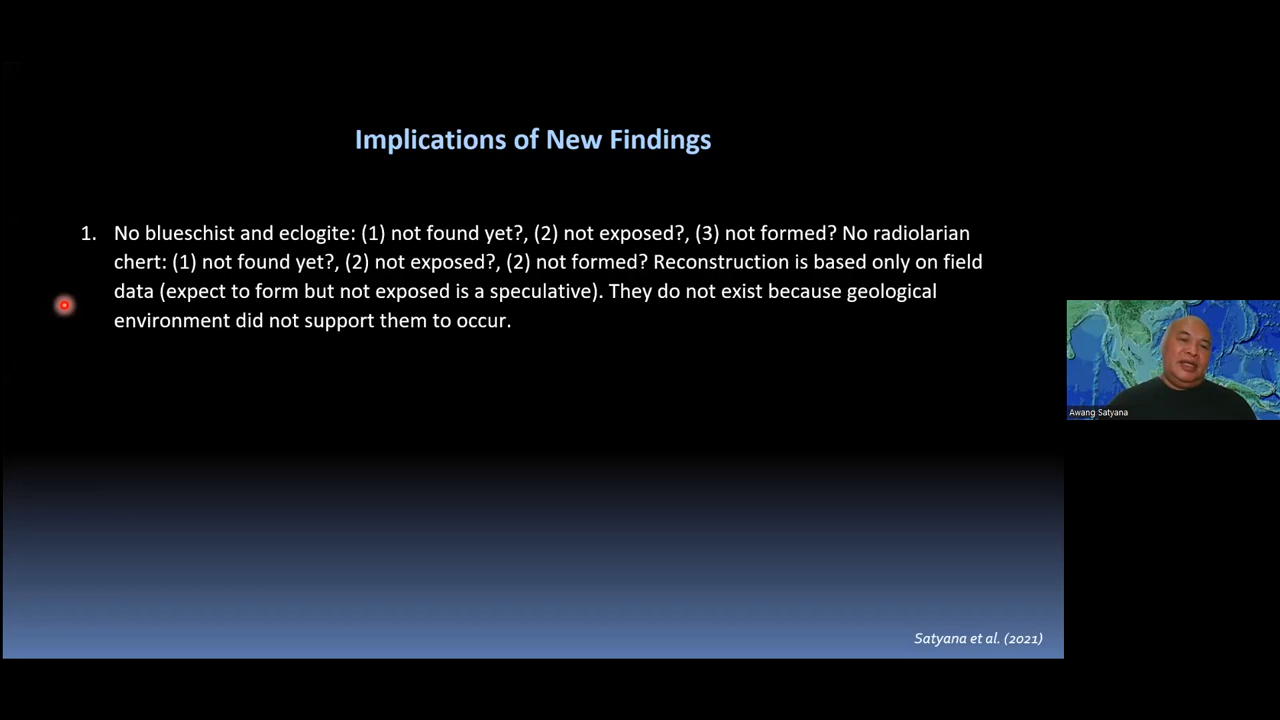 Implications of New Findings
1. No blueschist and eclogite: (1) not found yet?, (2) not exposed?, (3) not formed? No radiolarian
chert: (1) not found yet?, (2) not exposed?, (2) not formed? Reconstruction is based only on field
data (expect to form but not exposed is a speculative). They do not exist because geological
environment did not support them to occur.
Awang Satyana
Satyana et al. (2021)